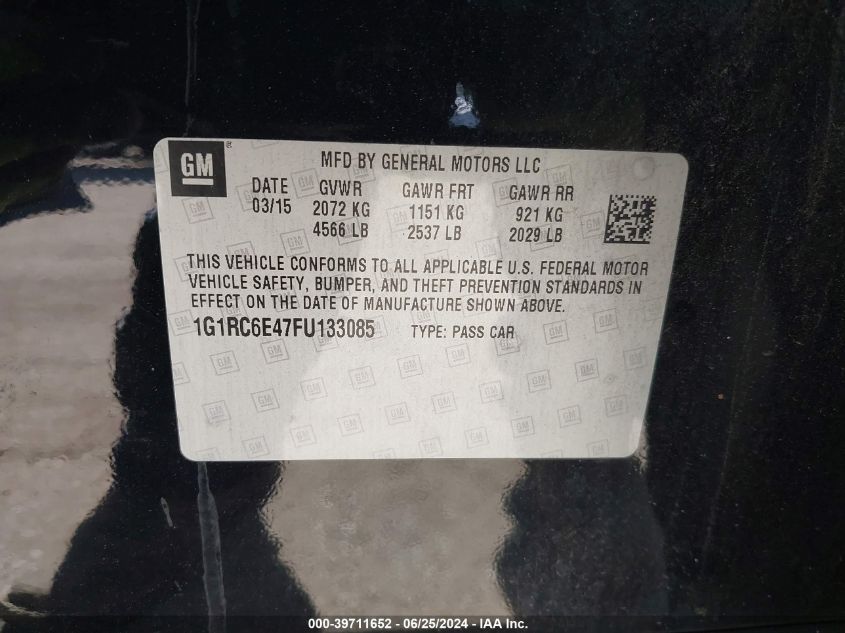 GM
®
MFD BY GENERAL MOTORS LLC
DATE GVWR GAWR FRT GAWR RR
03/15 2072 KG 1151 KG 921 KG
4566 LB 2537 LB 2029 LB
THIS VEHICLE CONFORMS TO ALL APPLICABLE U.S. FEDERAL MOTOR
VEHICLE SAFETY, BUMPER, AND THEFT PREVENTION STANDARDS IN
EFFECT ON THE DATE OF MANUFACTURE SHOWN ABOVE.
1G1RC6E47FU133085 TYPE: PASS CAR
000-39711652 - 06/25/2024 - IAA Inc.